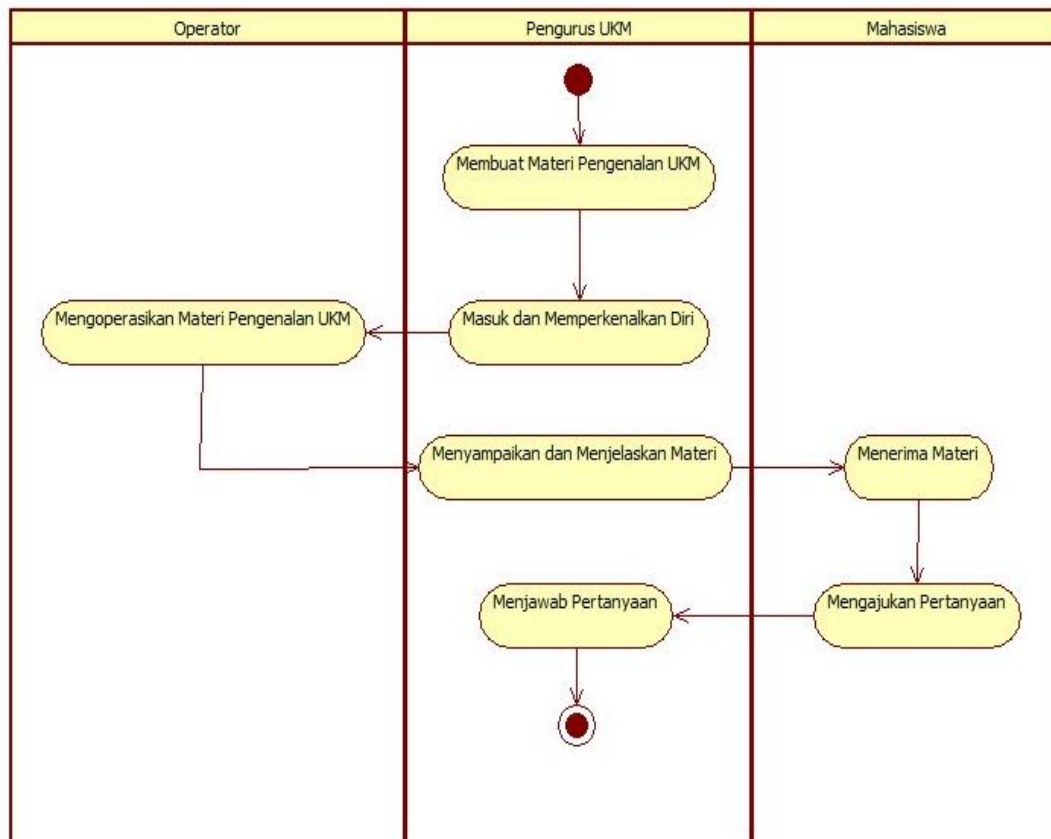 Operator
Pengurus UKM
Mahasiswa
Membuat Materi Pengenalan UKM
Masuk dan Memperkenalkan Diri
Mengoperasikan Materi Pengenalan UKM
Menyampaikan dan Menjelaskan Materi
Menerima Materi
Mengajukan Pertanyaan
Menjawab Pertanyaan